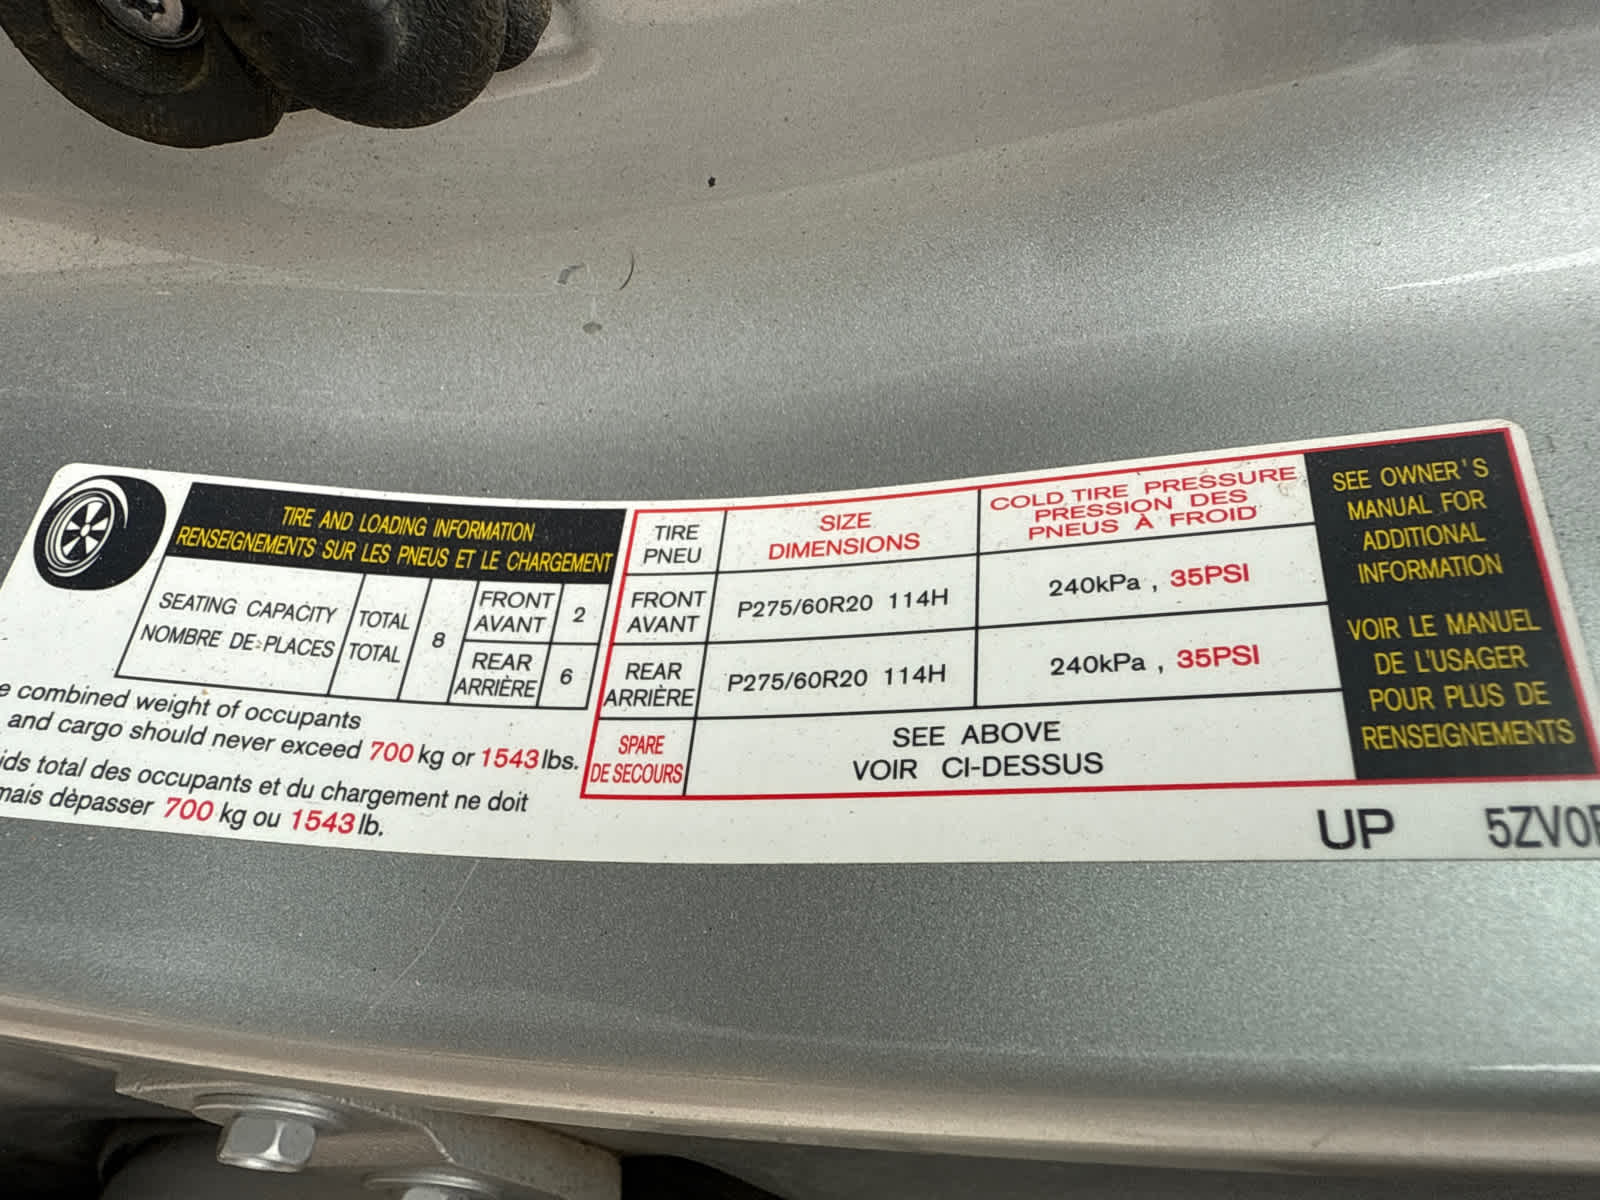 TIRE AND LOADING INFORMATION
RENSEIGNEMENTS SUR LES PNEUS ET LE CHARGEMENT
SEATING CAPACITY
NOMBRE DE PLACES
TOTAL
TOTAL
8
FRONT
AVANT
2
REAR
ARRIÈRE
6
combined weight of occupants
and cargo should never exceed 700 kg or 1543 lbs.
total des occupants et du chargement ne doit
dèpasser 700 kg ou 1543 lb.
TIRE
PNEU
SIZE
DIMENSIONS
COLD TIRE PRESSURE
PRESSION DES
PNEUS À FROID
FRONT
AVANT
P275/60R20 114H
240kPa , 35PSI
REAR
ARRIÈRE
P275/60R20 114H
240kPa , 35PSI
SPARE
DE SECOURS
SEE ABOVE
VOIR CI-DESSUS
SEE OWNER'S
MANUAL FOR
ADDITIONAL
INFORMATION
VOIR LE MANUEL
DE L'USAGER
POUR PLUS DE
RENSEIGNEMENTS
UP